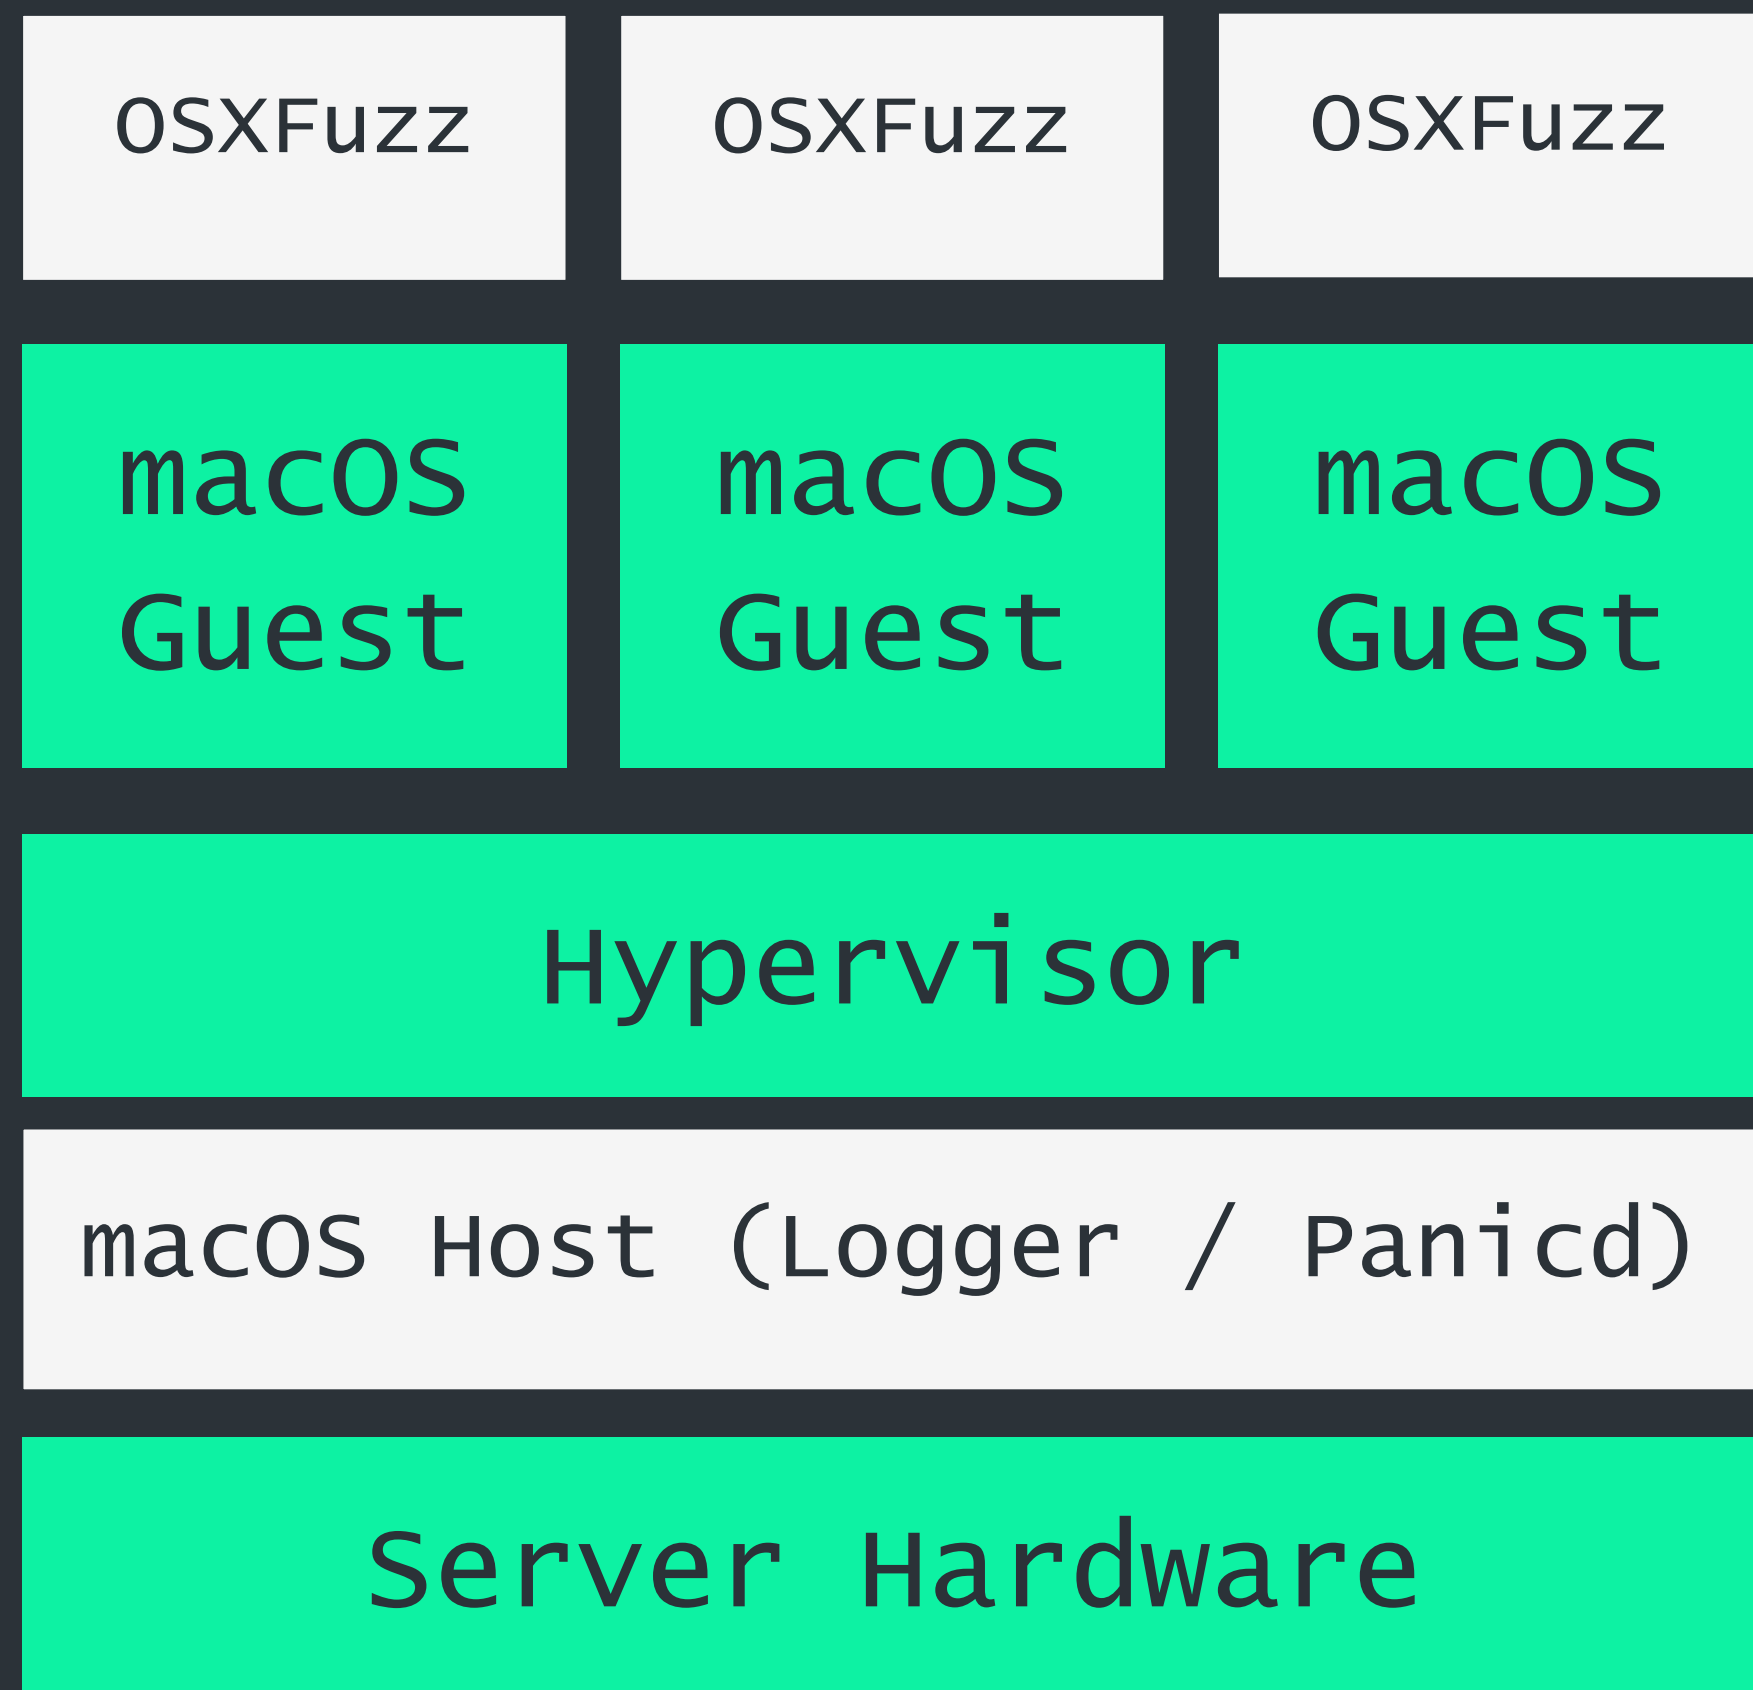 OSXFuzz OSXFuzz OSXFuzz
macOS macOS macOS
Guest Guest Guest
Hypervisor
macOS Host (Logger / Panicd)
Server Hardware